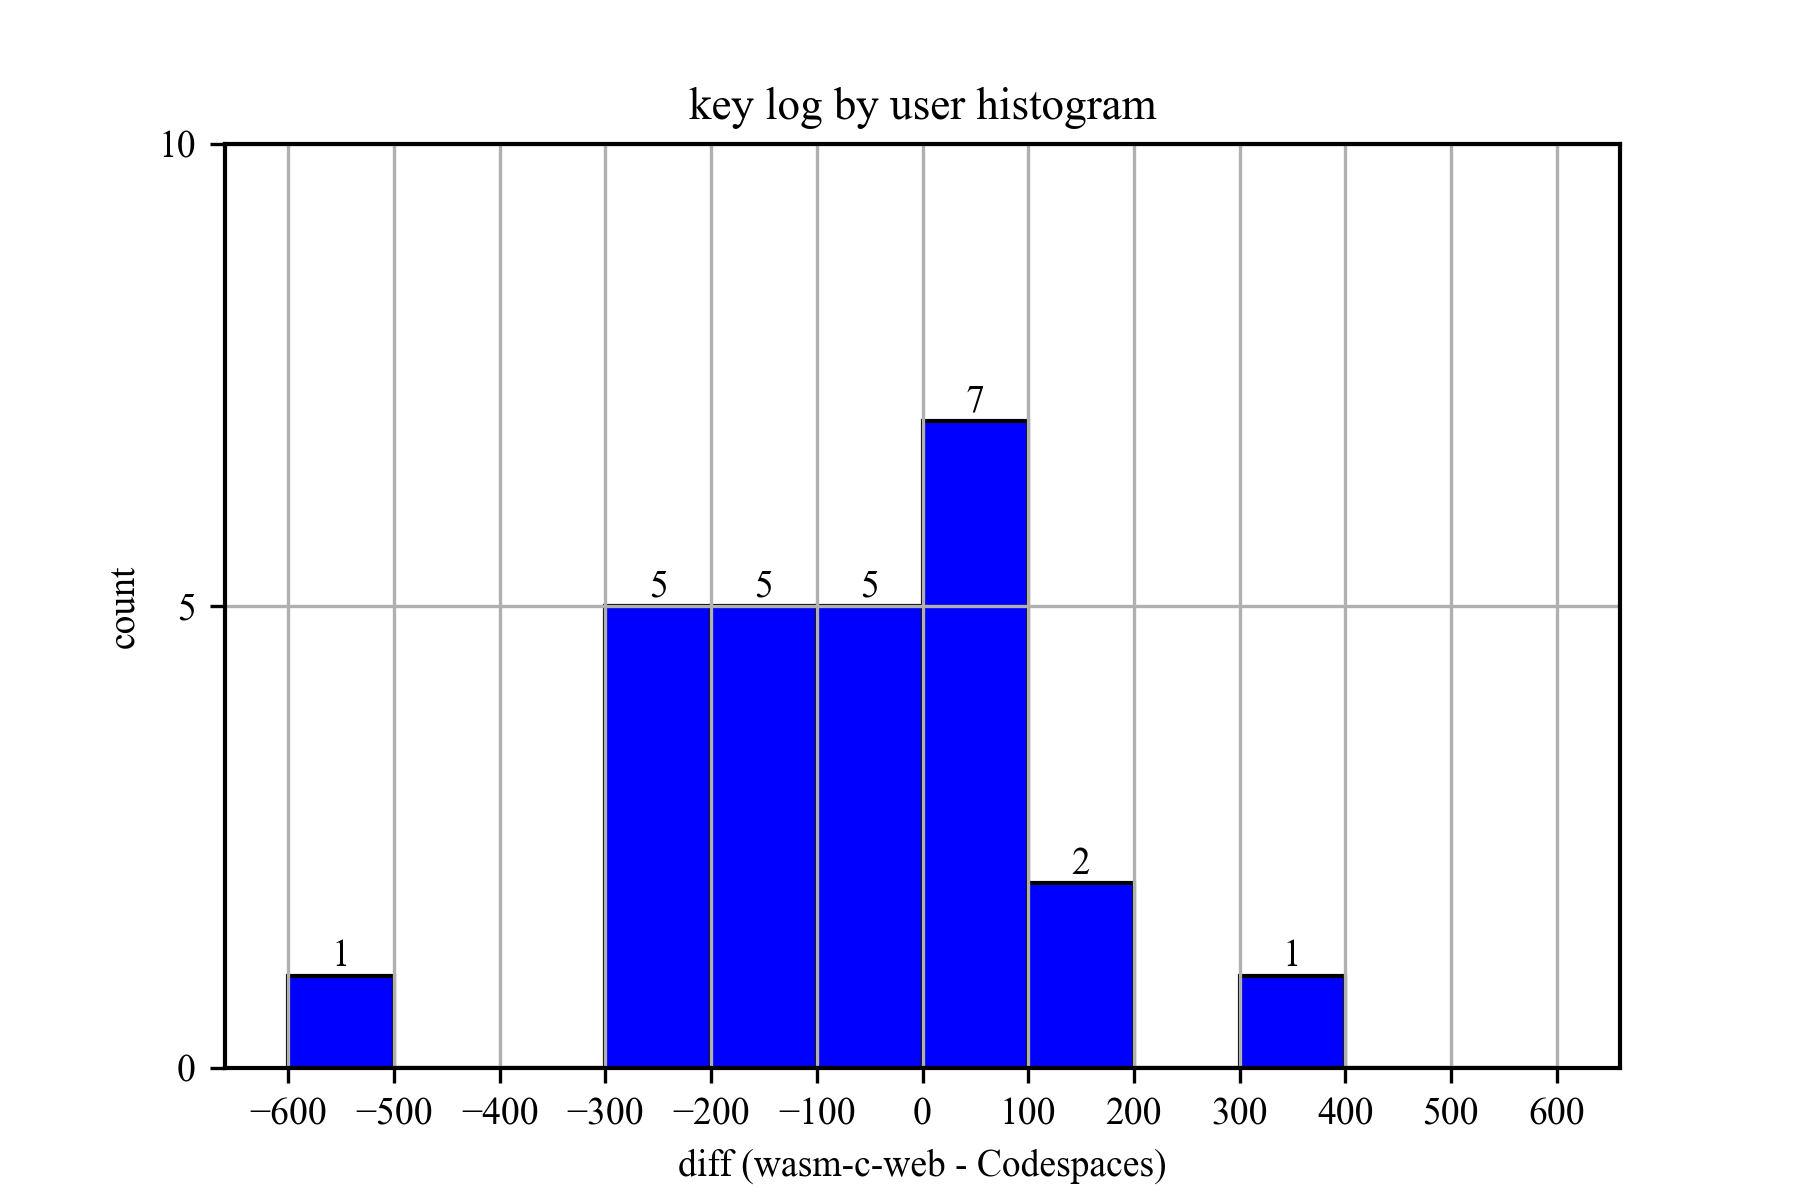 key log by user histogram
10
7
5 5 5
5
count
2
1 1
0
−600 −500 −400 −300 −200 −100 0 100 200 300 400 500 600
diff (wasm-c-web - Codespaces)